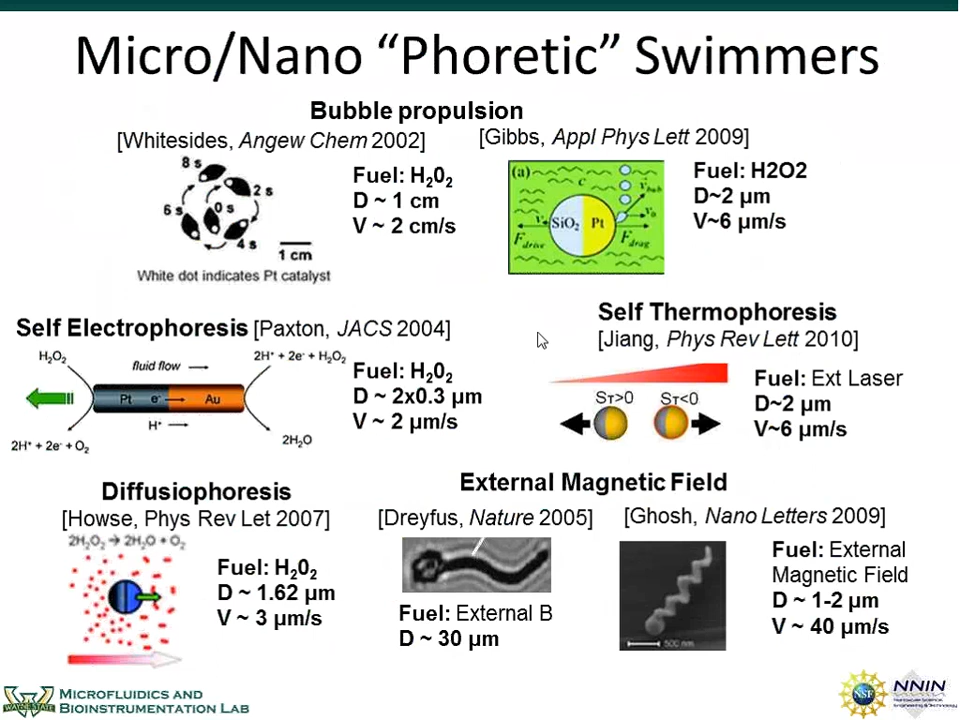 Micro/Nano “Phoretic” Swimmers
Bubble propulsion
[Whitesides, Angew Chem 2002]
8 s
2 s
0 s
6 s
4 s
1 cm
White dot indicates Pt catalyst
Fuel: H₂0₂
D ~ 1 cm
V ~ 2 cm/s
[Gibbs, Appl Phys Lett 2009]
(a)
c
v_bub
v
v₀
SiO₂
Pt
F_drive
F_drag
Fuel: H2O2
D~2 µm
V~6 µm/s
Self Electrophoresis [Paxton, JACS 2004]
H₂O₂
fluid flow
2H⁺ + 2e⁻ + H₂O₂
Pt
e⁻
Au
H⁺
2H⁺ + 2e⁻ + O₂
2H₂O
Fuel: H₂0₂
D ~ 2x0.3 µm
V ~ 2 µm/s
Self Thermophoresis
[Jiang, Phys Rev Lett 2010]
S_T>0
S_T<0
Fuel: Ext Laser
D~2 µm
V~6 µm/s
Diffusiophoresis
[Howse, Phys Rev Let 2007]
2H₂O₂ → 2H₂O + O₂
Fuel: H₂0₂
D ~ 1.62 µm
V ~ 3 µm/s
External Magnetic Field
[Dreyfus, Nature 2005]
Fuel: External B
D ~ 30 µm
[Ghosh, Nano Letters 2009]
500 nm
Fuel: External
Magnetic Field
D ~ 1-2 µm
V ~ 40 µm/s
WAYNE STATE
MICROFLUIDICS AND
BIOINSTRUMENTATION LAB
NSF
NNIN